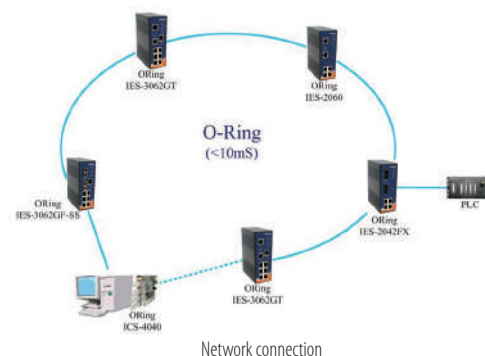 ORing
IES-3062GT
ORing
IES-2060
O-Ring
(<10mS)
ORing
IES-3062GF-SS
ORing
IES-2042FX
PLC
ORing
IES-3062GT
ORing
ICS-4040
Network connection